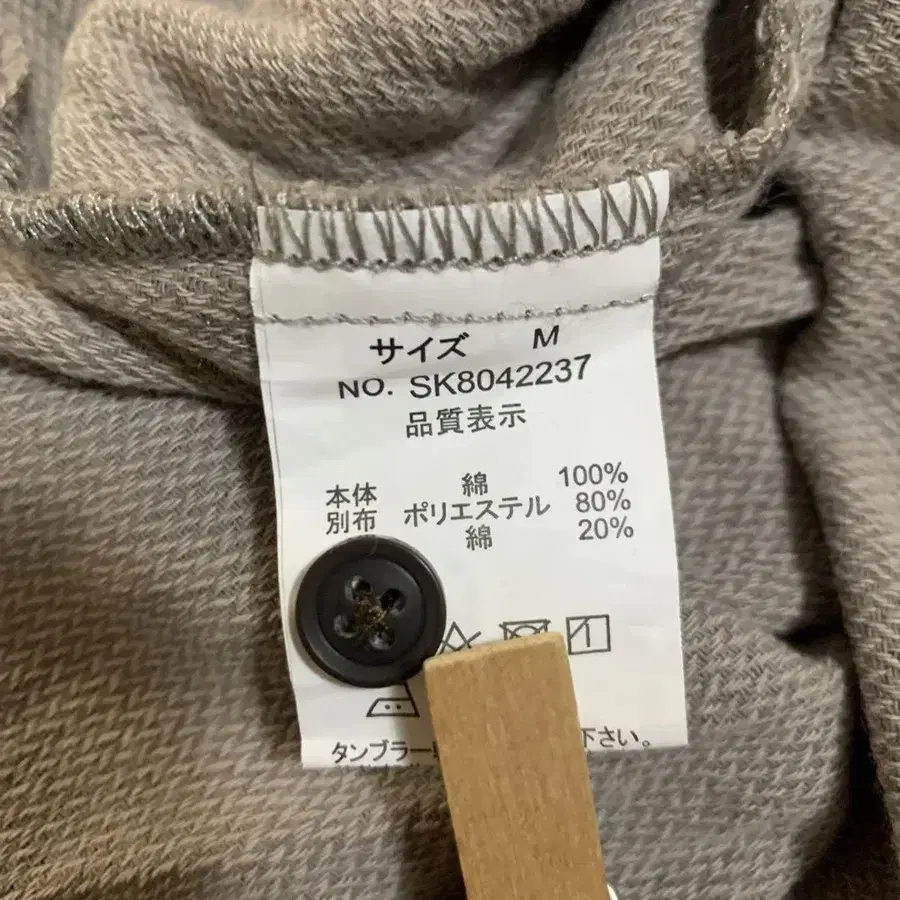 サイズ M
NO. SK8042237
品質表示
本体 綿 100%
別布 ポリエステル 80%
綿 20%
タンブラー
下さい。